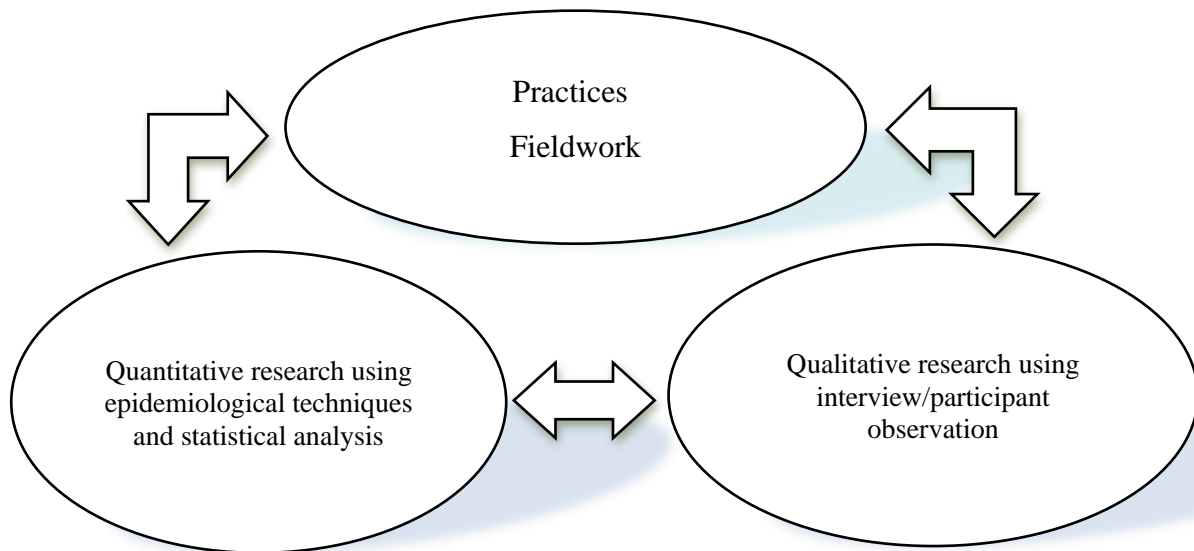 Practices
Fieldwork
Quantitative research using
epidemiological techniques
and statistical analysis
Qualitative research using
interview/participant
observation